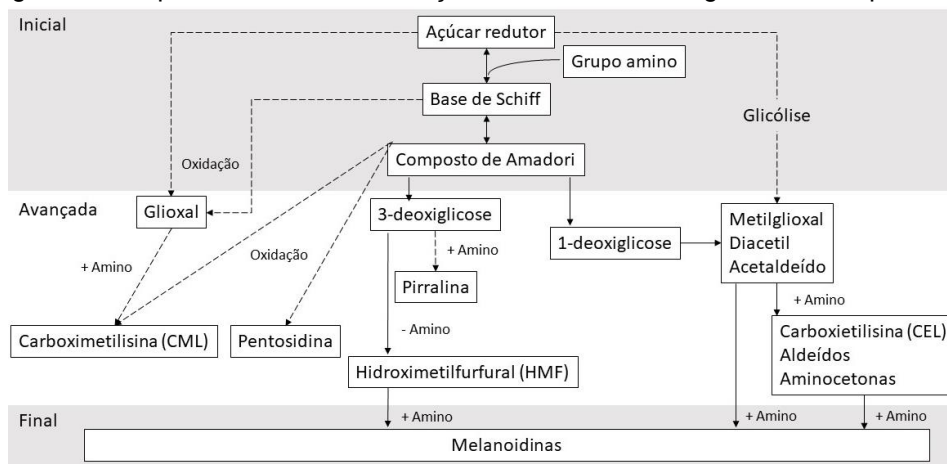 Inicial
Açúcar redutor
Grupo amino
Base de Schiff
Glicólise
Oxidação
Composto de Amadori
Avançada
Glioxal
3-deoxiglicose
Metilglioxal
Diacetil
Acetaldeído
1-deoxiglicose
+ Amino
Oxidação
+ Amino
Pirralina
+ Amino
Carboximetilisina (CML)
Pentosidina
- Amino
Carboxietilisina (CEL)
Aldeídos
Aminocetonas
Hidroximetilfurfural (HMF)
Final
+ Amino
+ Amino
+ Amino
Melanoidinas